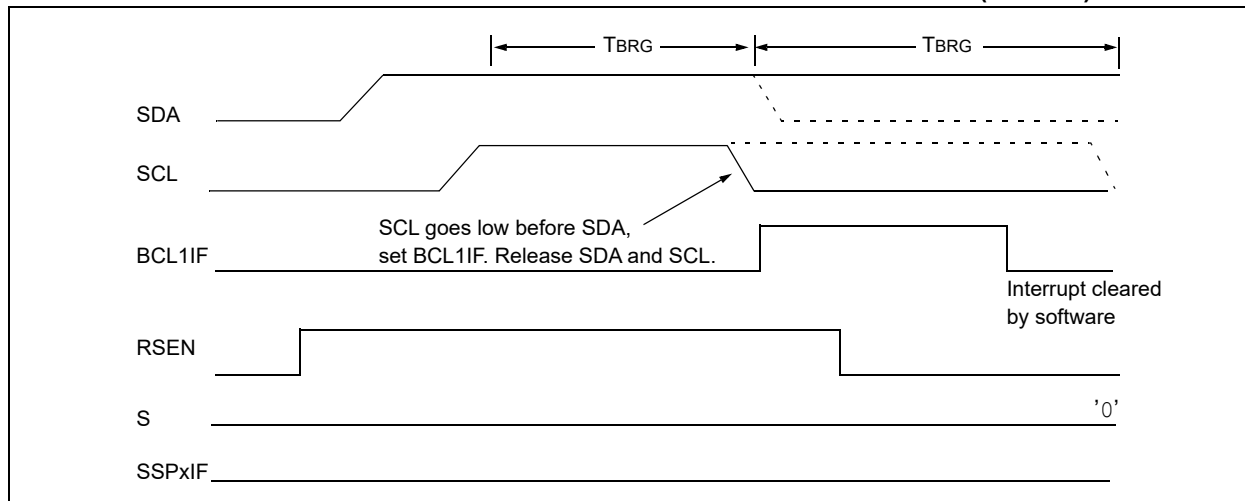 TBRG TBRG
SDA
SCL
SCL goes low before SDA,
set BCL1IF. Release SDA and SCL.
BCL1IF
Interrupt cleared
by software
RSEN
S '0'
SSPxIF